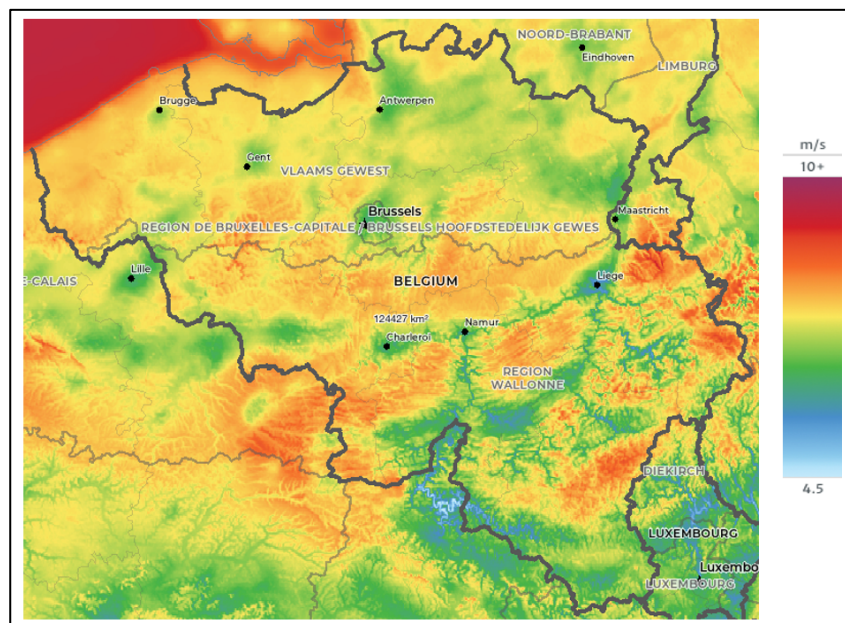 NOORD-BRABANT
Eindhoven
LIMBURG
m/s
10+
Brugge
Antwerpen
Gent
VLAAMS GEWEST
Brussels
Maastricht
REGION DE BRUXELLES-CAPITALE / BRUSSELS HOOFDSTEDELIJK GEWES
Lille
E-CALAIS
BELGIUM
Liege
124427 km²
Namur
Charleroi
REGION
WALLONNE
DIEKIRCH
4.5
LUXEMBOURG
Luxembo
LUXEMBOURG